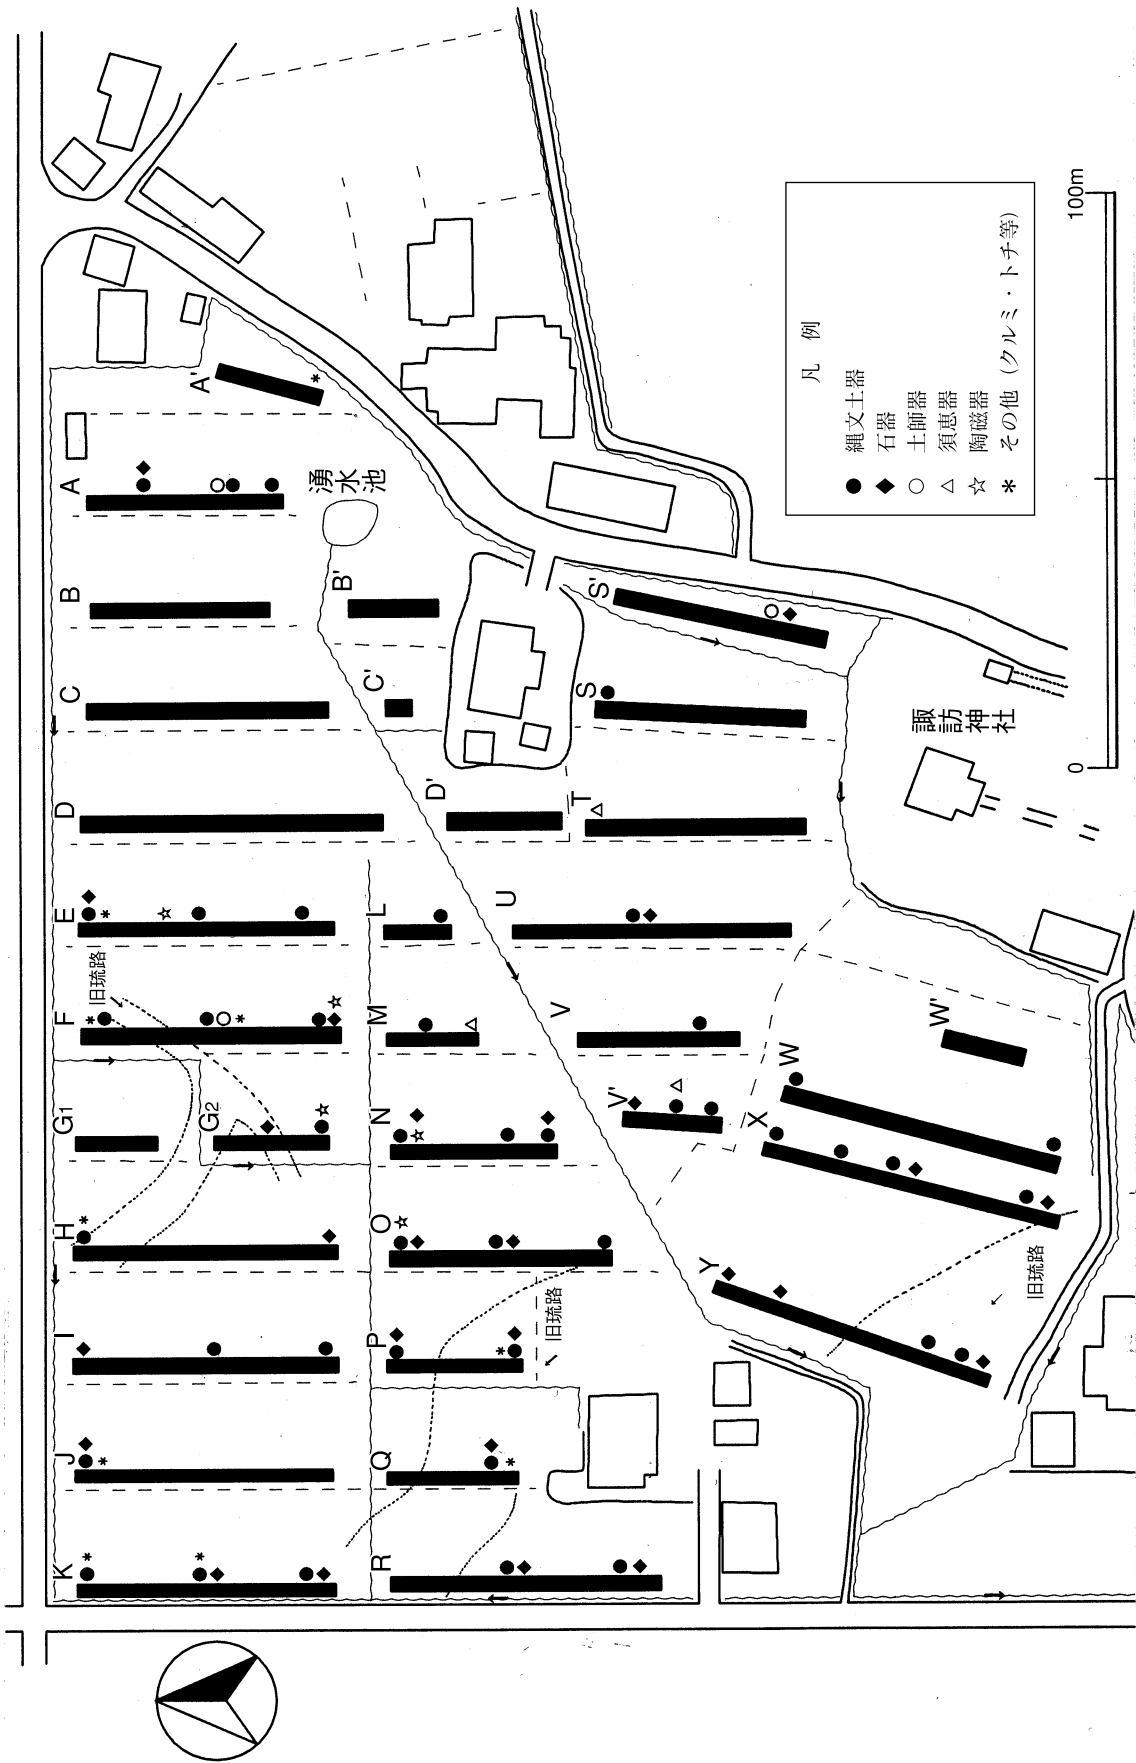 A
A'
B
B'
C
C'
D
D'
E
F
G1
G2
H
I
J
K
L
M
N
O
P
Q
R
S
S'
T
U
V
V'
W
W'
X
Y
湧水池
旧琉路
旧琉路
旧琉路
諏訪神社
凡 例
● 縄文土器
◆ 石器
○ 土師器
△ 須恵器
☆ 陶磁器
* その他 (クルミ・トチ等)
0
100m